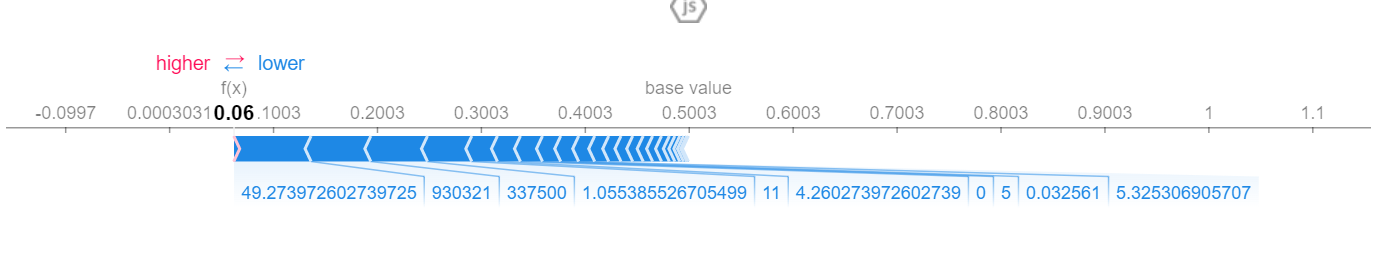 js
higher lower
f(x) base value
-0.0997 0.0003031 0.06 .1003 0.2003 0.3003 0.4003 0.5003 0.6003 0.7003 0.8003 0.9003 1 1.1
49.273972602739725 930321 337500 1.055385526705499 11 4.260273972602739 0 5 0.032561 5.325306905707